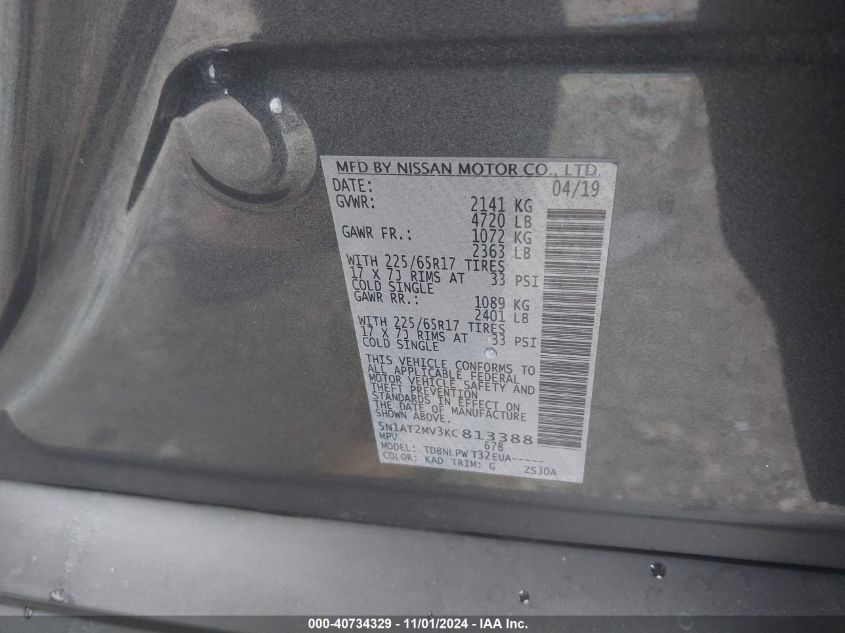 MFD BY NISSAN MOTOR CO., LTD.
DATE: 04/19
GVWR: 2141 KG
4720 LB
GAWR FR.: 1072 KG
2363 LB
WITH 225/65R17 TIRES
17 X 7J RIMS AT 33 PSI
COLD SINGLE
GAWR RR.: 1089 KG
2401 LB
WITH 225/65R17 TIRES
17 X 7J RIMS AT 33 PSI
COLD SINGLE
THIS VEHICLE CONFORMS TO
ALL APPLICABLE FEDERAL
MOTOR VEHICLE SAFETY AND
THEFT PREVENTION
STANDARDS IN EFFECT ON
THE DATE OF MANUFACTURE
SHOWN ABOVE.
5N1AT2MV3KC813388
MPV 678
MODEL: TDBNLPW T32EUA-----
COLOR: KAD TRIM: G ZS30A
000-40734329 - 11/01/2024 - IAA Inc.